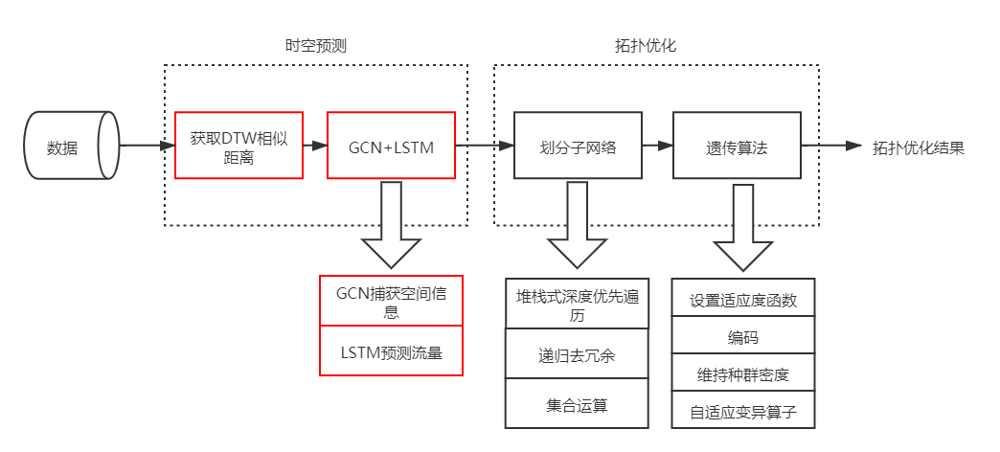 时空预测
拓扑优化
数据
获取DTW相似
距离
GCN+LSTM
划分子网络
遗传算法
拓扑优化结果
GCN捕获空间信
息
LSTM预测流量
堆栈式深度优先遍
历
递归去冗余
集合运算
设置适应度函数
编码
维持种群密度
自适应变异算子